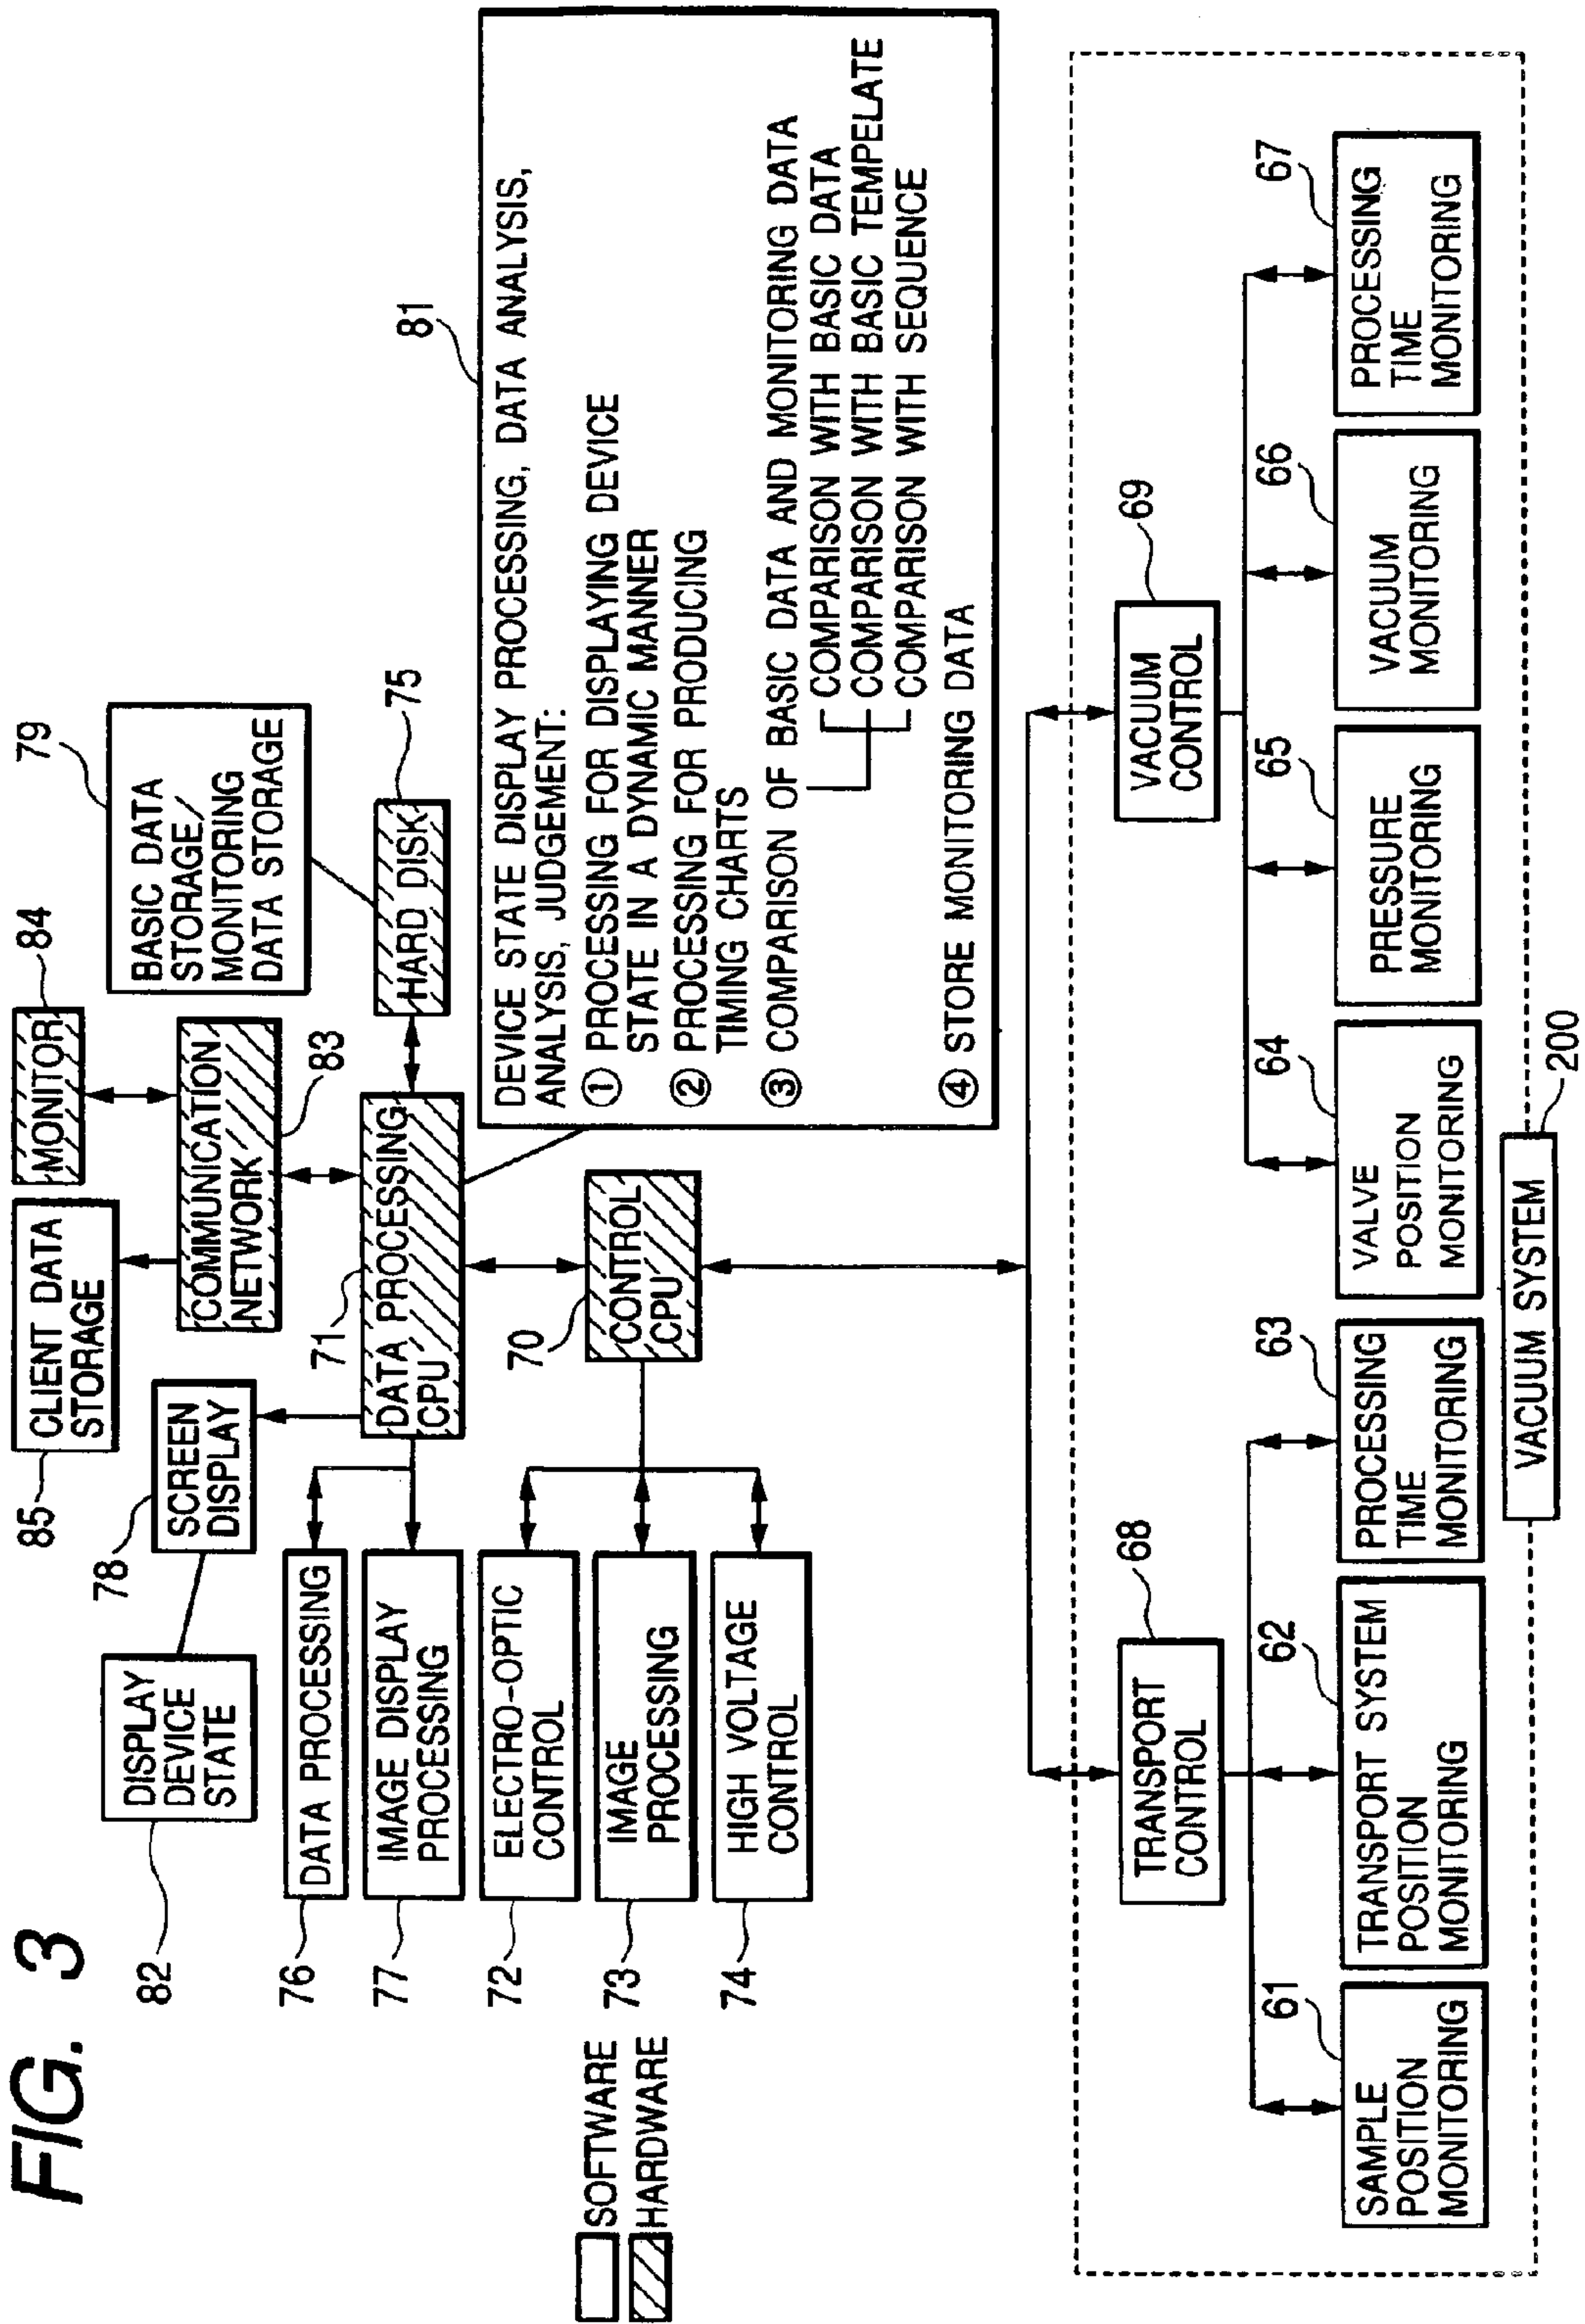 FIG. 3
85
CLIENT DATA
STORAGE
MONITOR
84
79
BASIC DATA
STORAGE/
MONITORING
DATA STORAGE
COMMUNICATION
NETWORK
83
75
HARD DISK
78
SCREEN
DISPLAY
71
DATA PROCESSING
CPU
82
DISPLAY
DEVICE
STATE
76
DATA PROCESSING
77
IMAGE DISPLAY
PROCESSING
72
ELECTRO-OPTIC
CONTROL
73
IMAGE
PROCESSING
74
HIGH VOLTAGE
CONTROL
70
CONTROL
CPU
81
DEVICE STATE DISPLAY PROCESSING, DATA ANALYSIS,
ANALYSIS, JUDGEMENT:
① PROCESSING FOR DISPLAYING DEVICE
STATE IN A DYNAMIC MANNER
② PROCESSING FOR PRODUCING
TIMING CHARTS
③ COMPARISON OF BASIC DATA AND MONITORING DATA
COMPARISON WITH BASIC DATA
COMPARISON WITH BASIC TEMPELATE
COMPARISON WITH SEQUENCE
④ STORE MONITORING DATA
SOFTWARE
HARDWARE
68
TRANSPORT
CONTROL
69
VACUUM
CONTROL
61
SAMPLE
POSITION
MONITORING
62
TRANSPORT SYSTEM
POSITION
MONITORING
63
PROCESSING
TIME
MONITORING
64
VALVE
POSITION
MONITORING
65
PRESSURE
MONITORING
66
VACUUM
MONITORING
67
PROCESSING
TIME
MONITORING
VACUUM SYSTEM
200